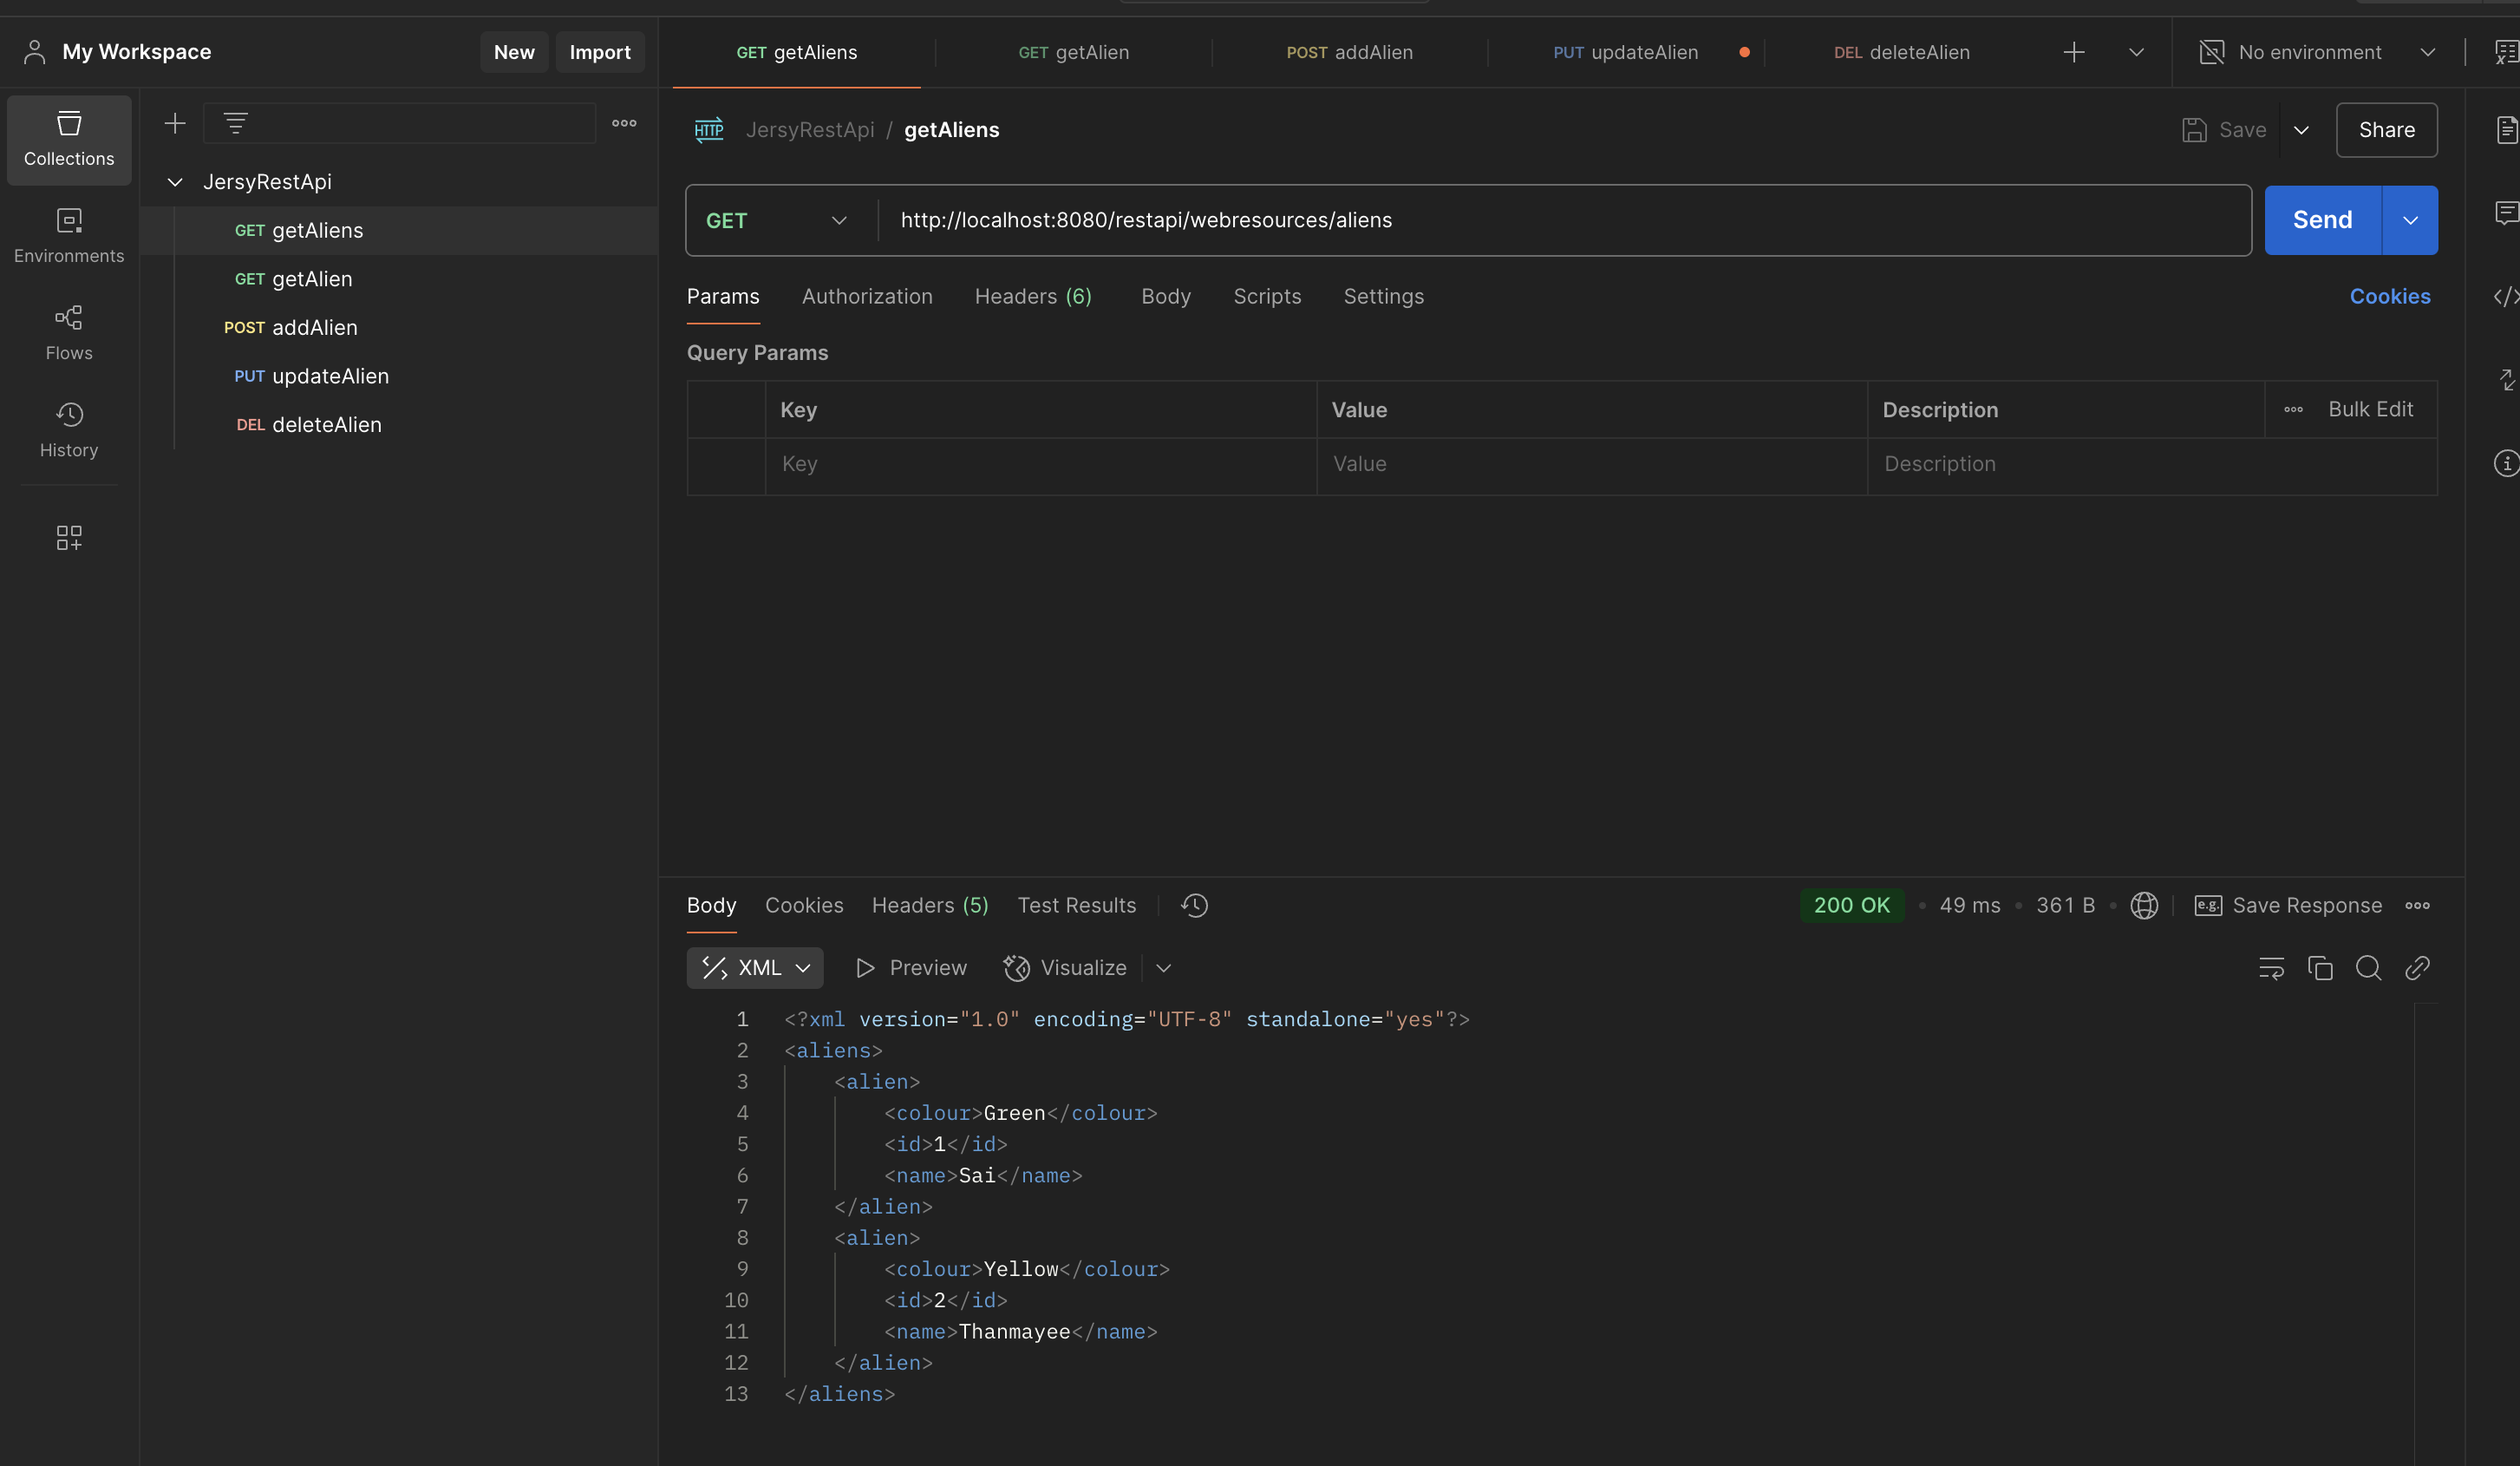 My Workspace
New
Import
GET getAliens
GET getAlien
POST addAlien
PUT updateAlien
DEL deleteAlien
No environment
Collections
Environments
Flows
History
JersyRestApi
GET getAliens
GET getAlien
POST addAlien
PUT updateAlien
DEL deleteAlien
HTTP JersyRestApi / getAliens
Save
Share
GET http://localhost:8080/restapi/webresources/aliens
Send
Params Authorization Headers (6) Body Scripts Settings
Cookies
Query Params
Key Value Description Bulk Edit
Key Value Description
Body Cookies Headers (5) Test Results
200 OK • 49 ms • 361 B •
e.g. Save Response
XML Preview Visualize
1 <?xml version="1.0" encoding="UTF-8" standalone="yes"?>
2 <aliens>
3 <alien>
4 <colour>Green</colour>
5 <id>1</id>
6 <name>Sai</name>
7 </alien>
8 <alien>
9 <colour>Yellow</colour>
10 <id>2</id>
11 <name>Thanmayee</name>
12 </alien>
13 </aliens>